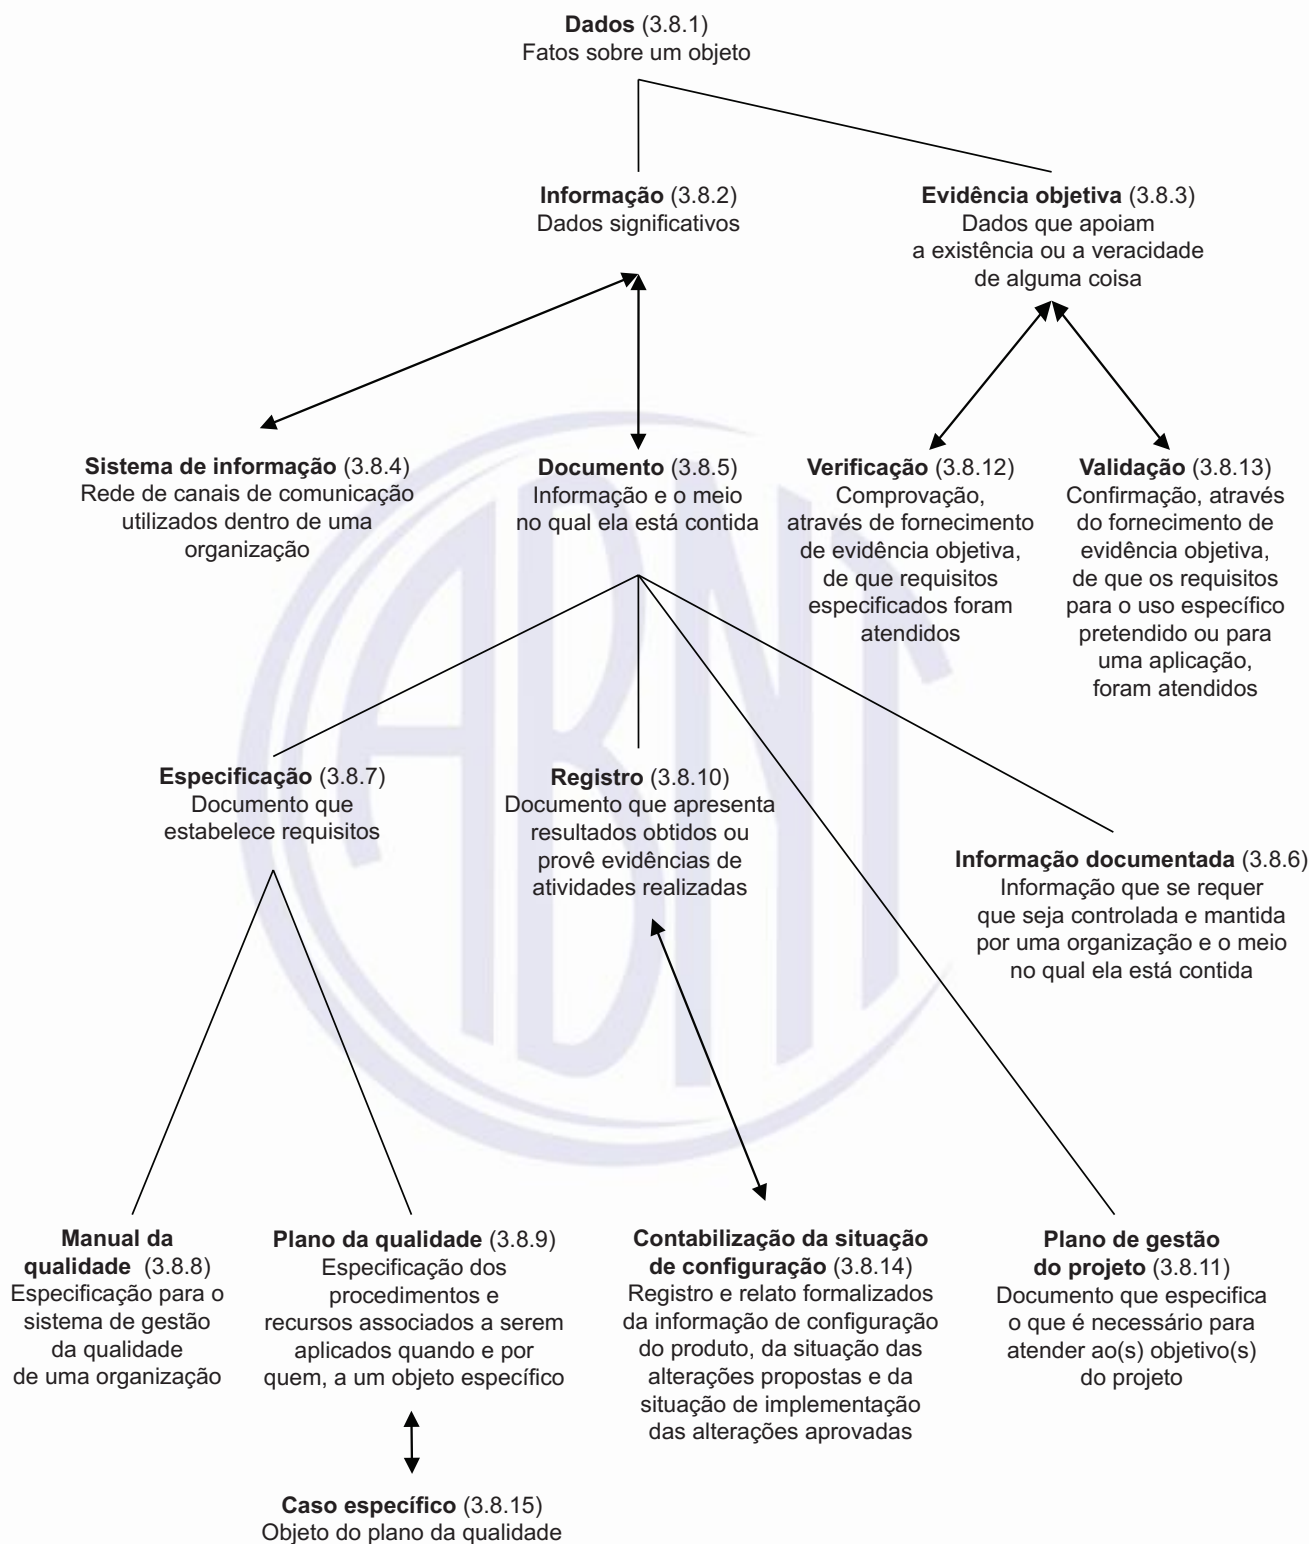 Dados (3.8.1)
Fatos sobre um objeto
Informação (3.8.2)
Dados significativos
Evidência objetiva (3.8.3)
Dados que apoiam
a existência ou a veracidade
de alguma coisa
Sistema de informação (3.8.4)
Rede de canais de comunicação
utilizados dentro de uma
organização
Documento (3.8.5)
Informação e o meio
no qual ela está contida
Verificação (3.8.12)
Comprovação,
através de fornecimento
de evidência objetiva,
de que requisitos
especificados foram
atendidos
Validação (3.8.13)
Confirmação, através
do fornecimento de
evidência objetiva,
de que os requisitos
para o uso específico
pretendido ou para
uma aplicação,
foram atendidos
Especificação (3.8.7)
Documento que
estabelece requisitos
Registro (3.8.10)
Documento que apresenta
resultados obtidos ou
provê evidências de
atividades realizadas
Informação documentada (3.8.6)
Informação que se requer
que seja controlada e mantida
por uma organização e o meio
no qual ela está contida
Manual da
qualidade (3.8.8)
Especificação para o
sistema de gestão
da qualidade
de uma organização
Plano da qualidade (3.8.9)
Especificação dos
procedimentos e
recursos associados a serem
aplicados quando e por
quem, a um objeto específico
Contabilização da situação
de configuração (3.8.14)
Registro e relato formalizados
da informação de configuração
do produto, da situação das
alterações propostas e da
situação de implementação
das alterações aprovadas
Plano de gestão
do projeto (3.8.11)
Documento que especifica
o que é necessário para
atender ao(s) objetivo(s)
do projeto
Caso específico (3.8.15)
Objeto do plano da qualidade
ABNT